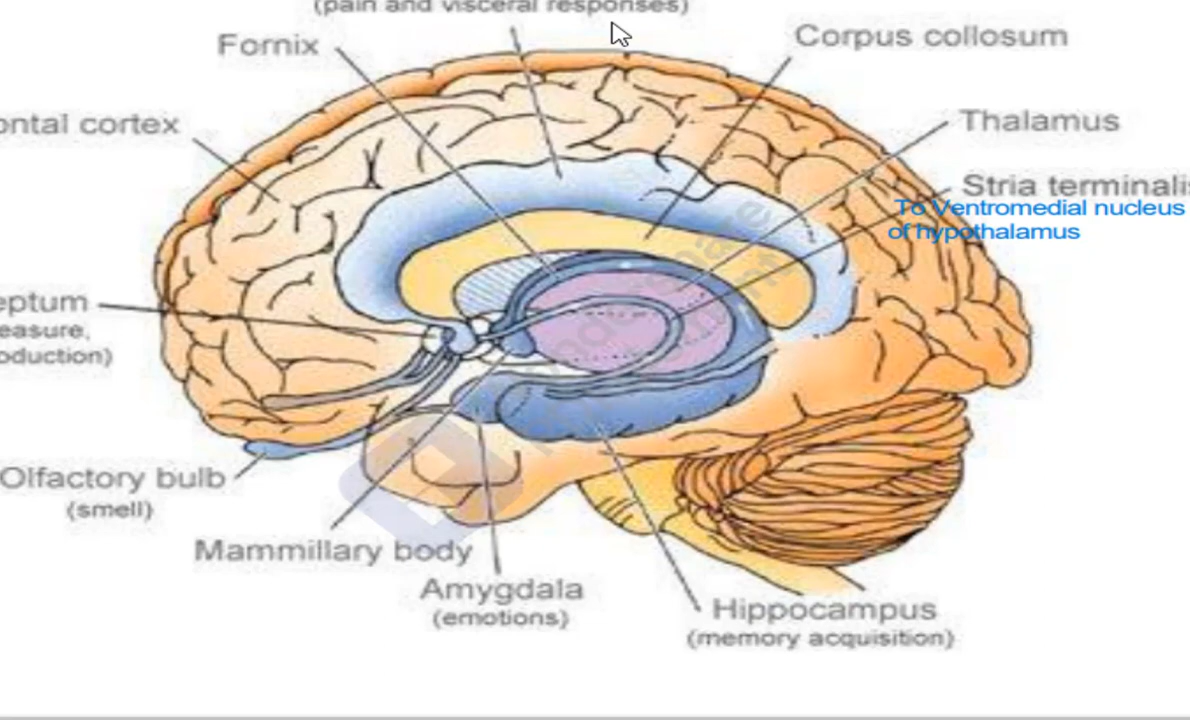 (pain and visceral responses)
Fornix
Corpus collosum
ontal cortex
Thalamus
Stria terminalis
To Ventromedial nucleus
of hypothalamus
eptum
easure,
oduction)
Olfactory bulb
(smell)
Mammillary body
Amygdala
(emotions)
Hippocampus
(memory acquisition)